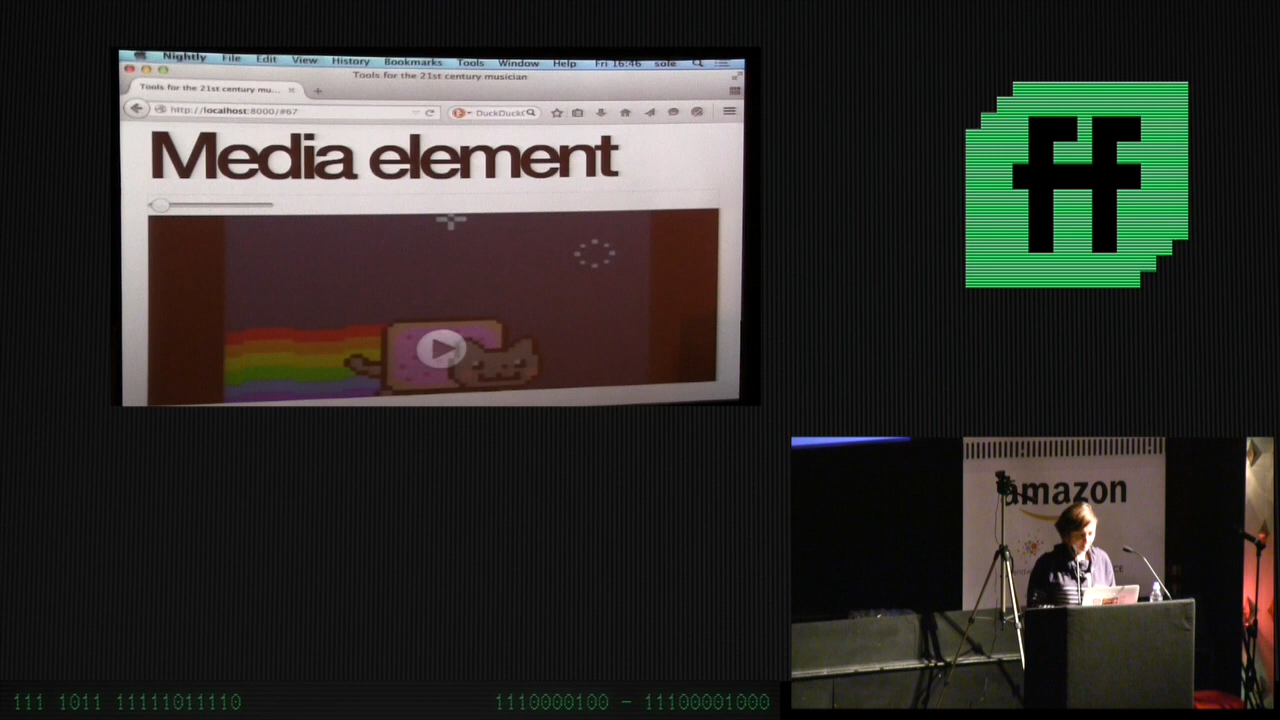 Nightly File Edit View History Bookmarks Tools Window Help Fri 16:46 sole
Tools for the 21st century musician
Tools for the 21st century mu...
http://localhost:8000/#67
DuckDuck
Media element
ff
amazon
111 1011 11111011110
1110000100 - 11100001000